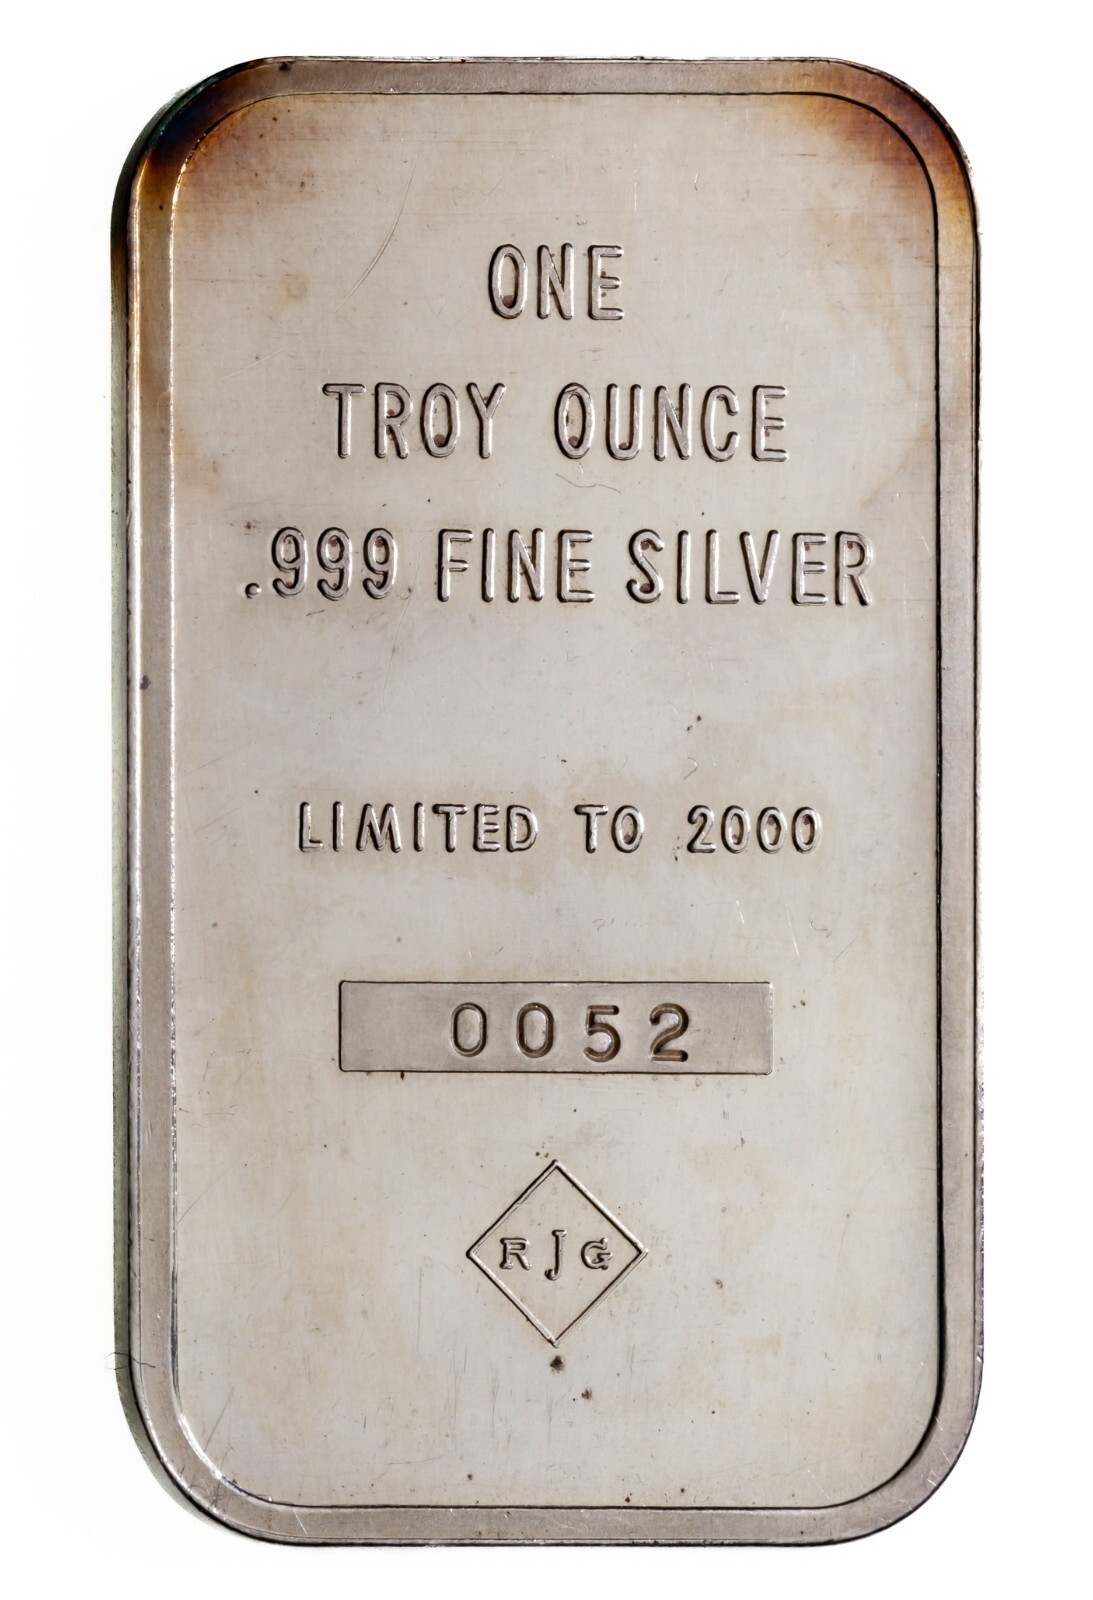 ONE
TROY OUNCE
.999 FINE SILVER
LIMITED TO 2000
0052
RJG